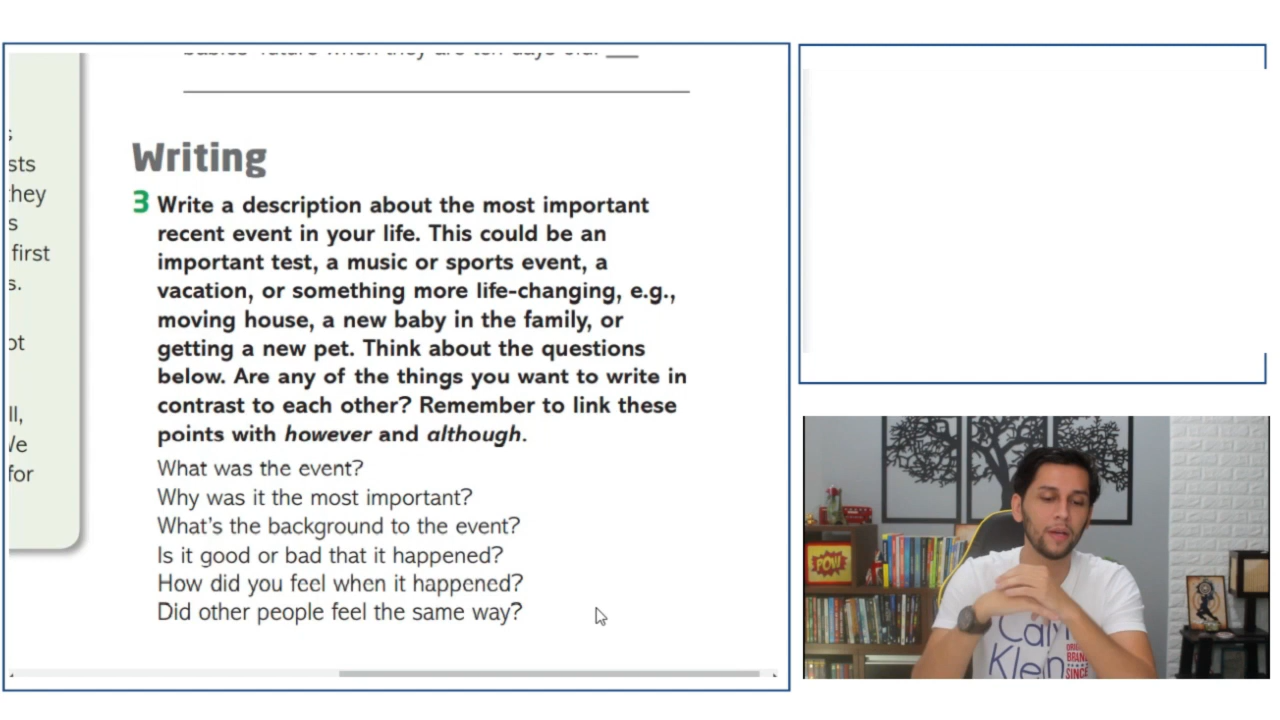 sts
they
first
s.
ot
ll,
for
Writing
3 Write a description about the most important
recent event in your life. This could be an
important test, a music or sports event, a
vacation, or something more life-changing, e.g.,
moving house, a new baby in the family, or
getting a new pet. Think about the questions
below. Are any of the things you want to write in
contrast to each other? Remember to link these
points with however and although.
What was the event?
Why was it the most important?
What's the background to the event?
Is it good or bad that it happened?
How did you feel when it happened?
Did other people feel the same way?
POW
Calv
Klein
BRAN
SINCE